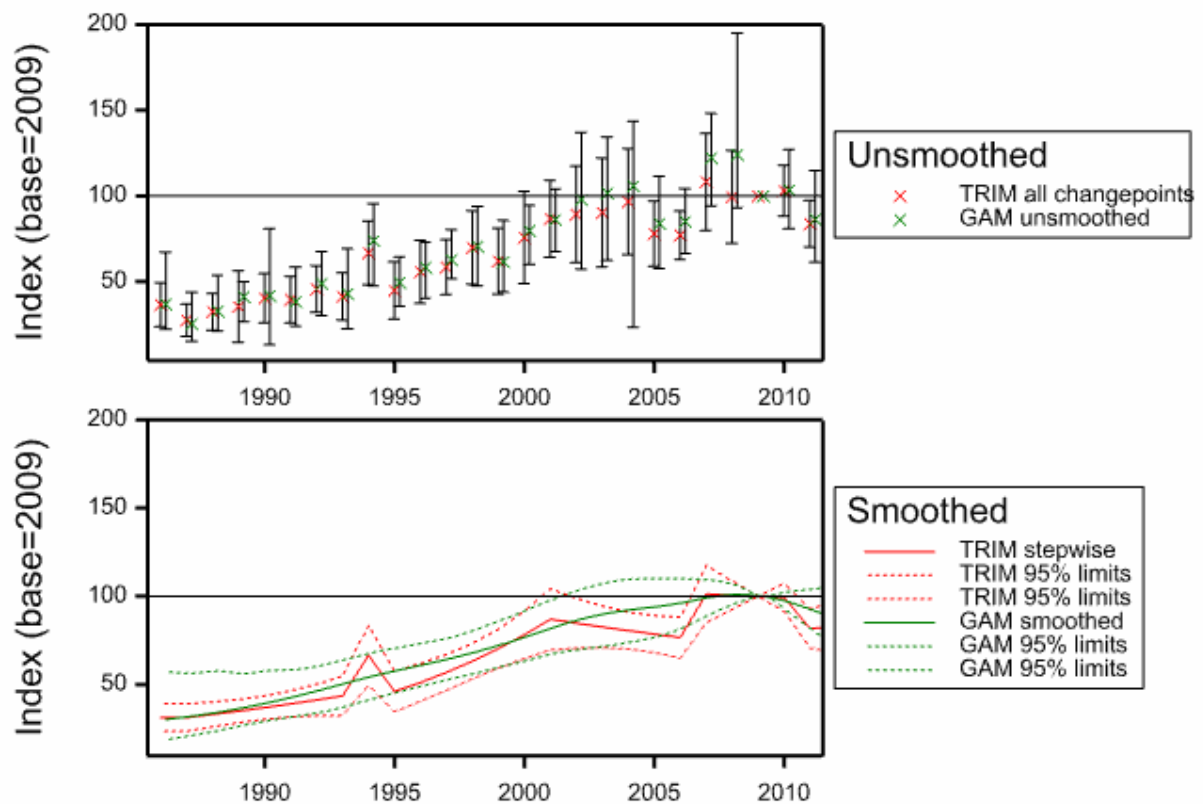 Index (base=2009)
200
150
100
50
1990
1995
2000
2005
2010
Unsmoothed
TRIM all changepoints
GAM unsmoothed
Index (base=2009)
200
150
100
50
1990
1995
2000
2005
2010
Smoothed
TRIM stepwise
TRIM 95% limits
TRIM 95% limits
GAM smoothed
GAM 95% limits
GAM 95% limits